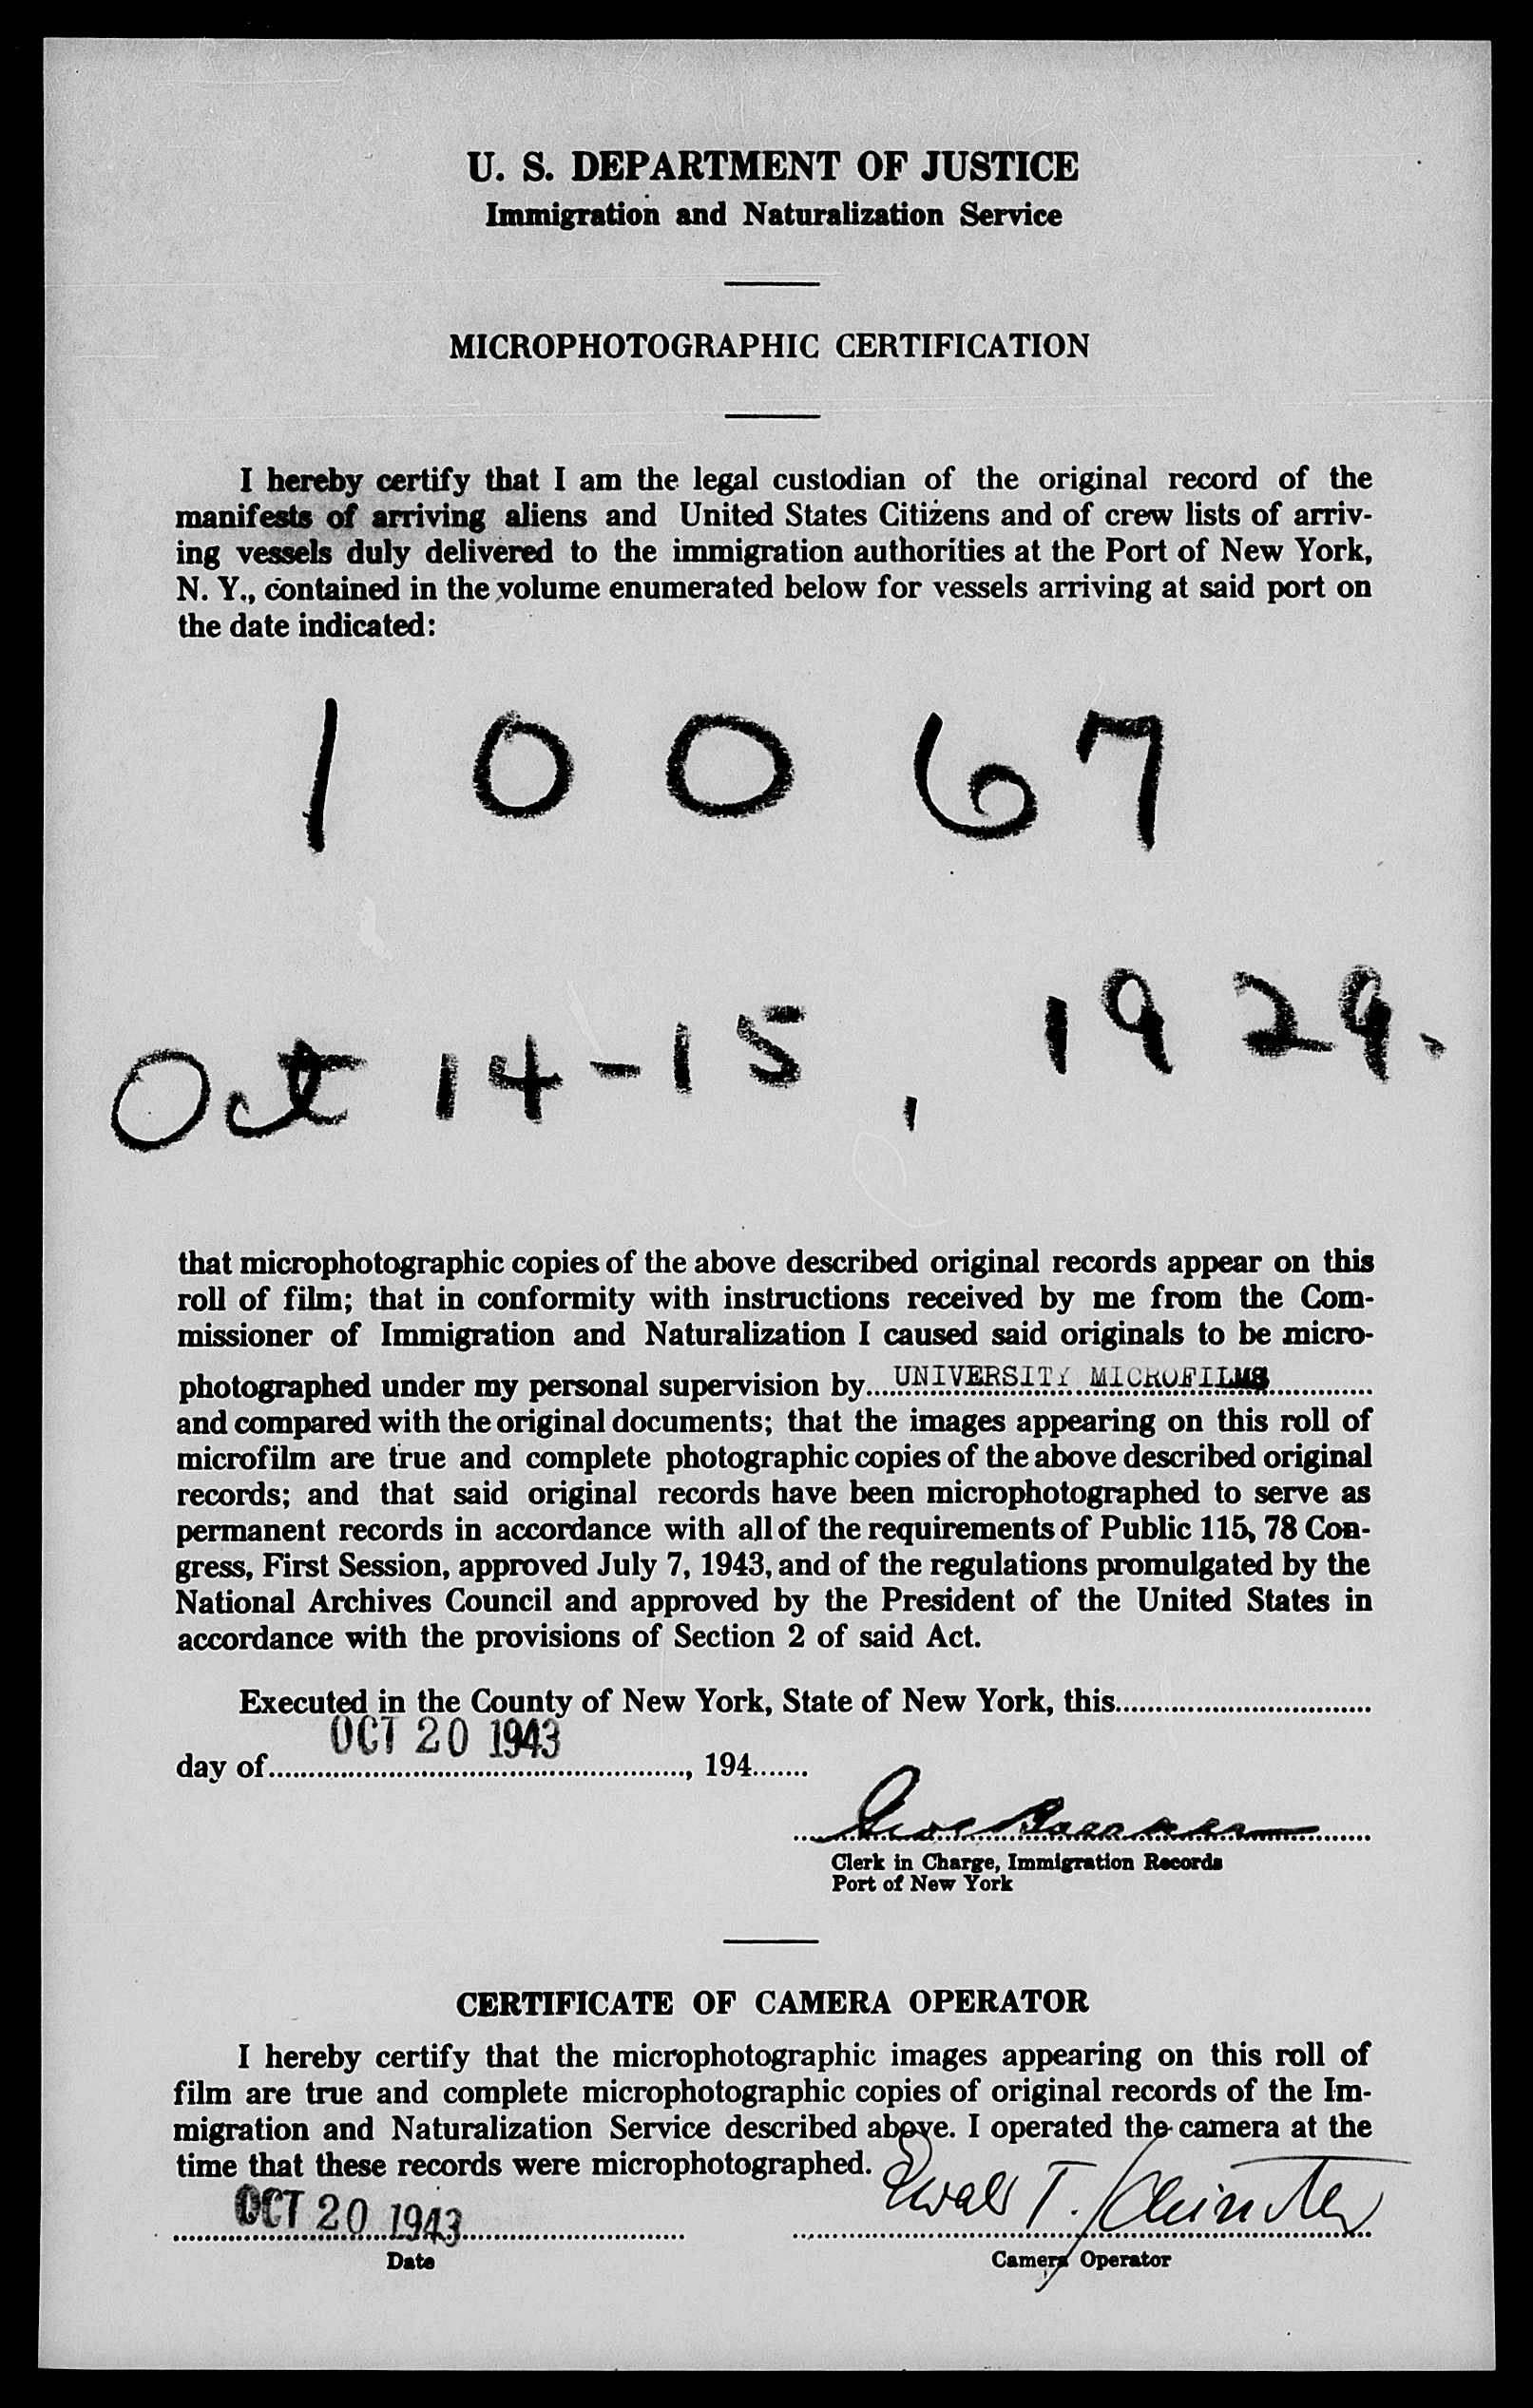 U. S. DEPARTMENT OF JUSTICE
Immigration and Naturalization Service
MICROPHOTOGRAPHIC CERTIFICATION
I hereby certify that I am the legal custodian of the original record of the
manifests of arriving aliens and United States Citizens and of crew lists of arriv-
ing vessels duly delivered to the immigration authorities at the Port of New York,
N. Y., contained in the volume enumerated below for vessels arriving at said port on
the date indicated:
1 0 0 6 7
Oct 14-15, 1929.
that microphotographic copies of the above described original records appear on this
roll of film; that in conformity with instructions received by me from the Com-
missioner of Immigration and Naturalization I caused said originals to be micro-
photographed under my personal supervision by....UNIVERSITY MICROFILMS............
and compared with the original documents; that the images appearing on this roll of
microfilm are true and complete photographic copies of the above described original
records; and that said original records have been microphotographed to serve as
permanent records in accordance with all of the requirements of Public 115, 78 Con-
gress, First Session, approved July 7, 1943, and of the regulations promulgated by the
National Archives Council and approved by the President of the United States in
accordance with the provisions of Section 2 of said Act.
Executed in the County of New York, State of New York, this................................
OCT 20 1943
day of...................................................., 194.......
Clerk in Charge, Immigration Records
Port of New York
CERTIFICATE OF CAMERA OPERATOR
I hereby certify that the microphotographic images appearing on this roll of
film are true and complete microphotographic copies of original records of the Im-
migration and Naturalization Service described above. I operated the camera at the
time that these records were microphotographed.
OCT 20 1943 T.
Date Camera Operator